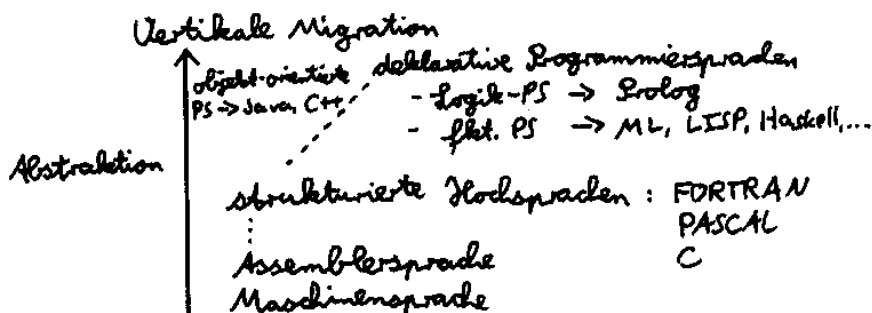 Vertikale Migration
objekt-orientierte deklarative Programmiersprachen
PS → Java, C++ - Logik-PS → Prolog
- fkt. PS → ML, LISP, Haskell,...
Abstraktion
strukturierte Hochsprachen : FORTRAN
PASCAL
Assemblersprache C
Maschinensprache